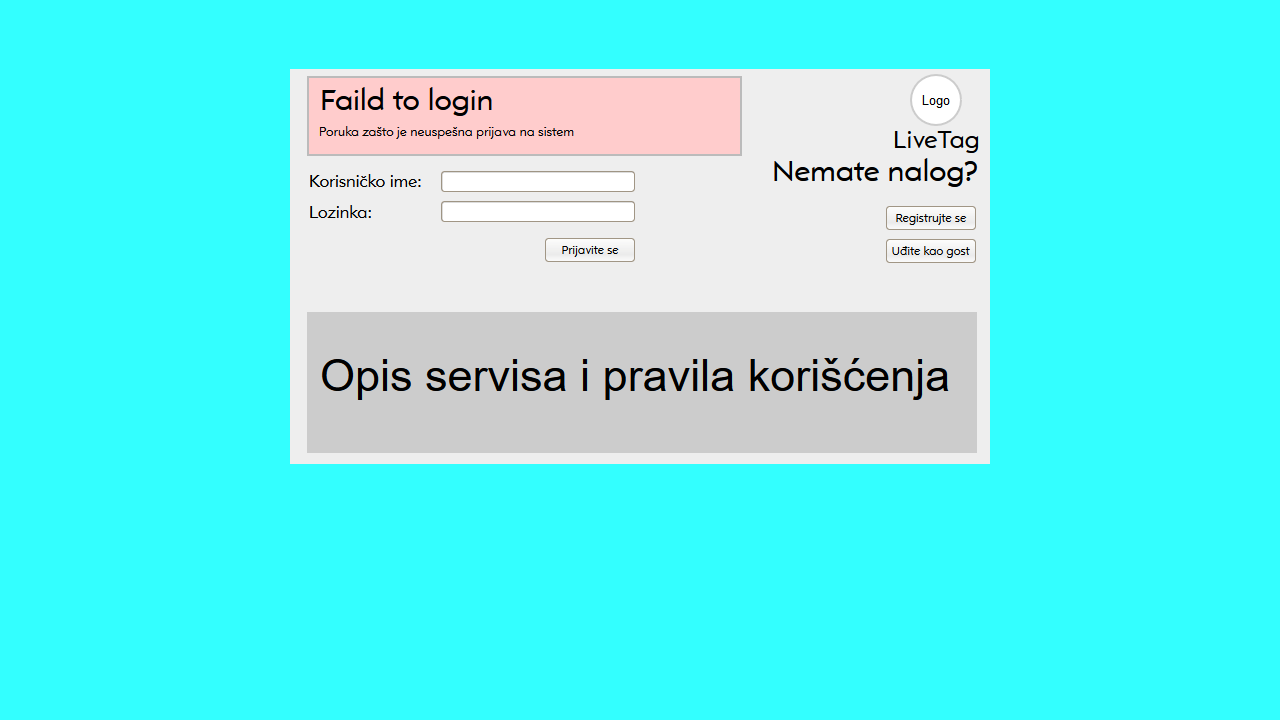 Faild to login
Poruka zašto je neuspešna prijava na sistem
Logo
LiveTag
Nemate nalog?
Korisničko ime:
Lozinka:
Prijavite se
Registrujte se
Uđite kao gost
Opis servisa i pravila korišćenja